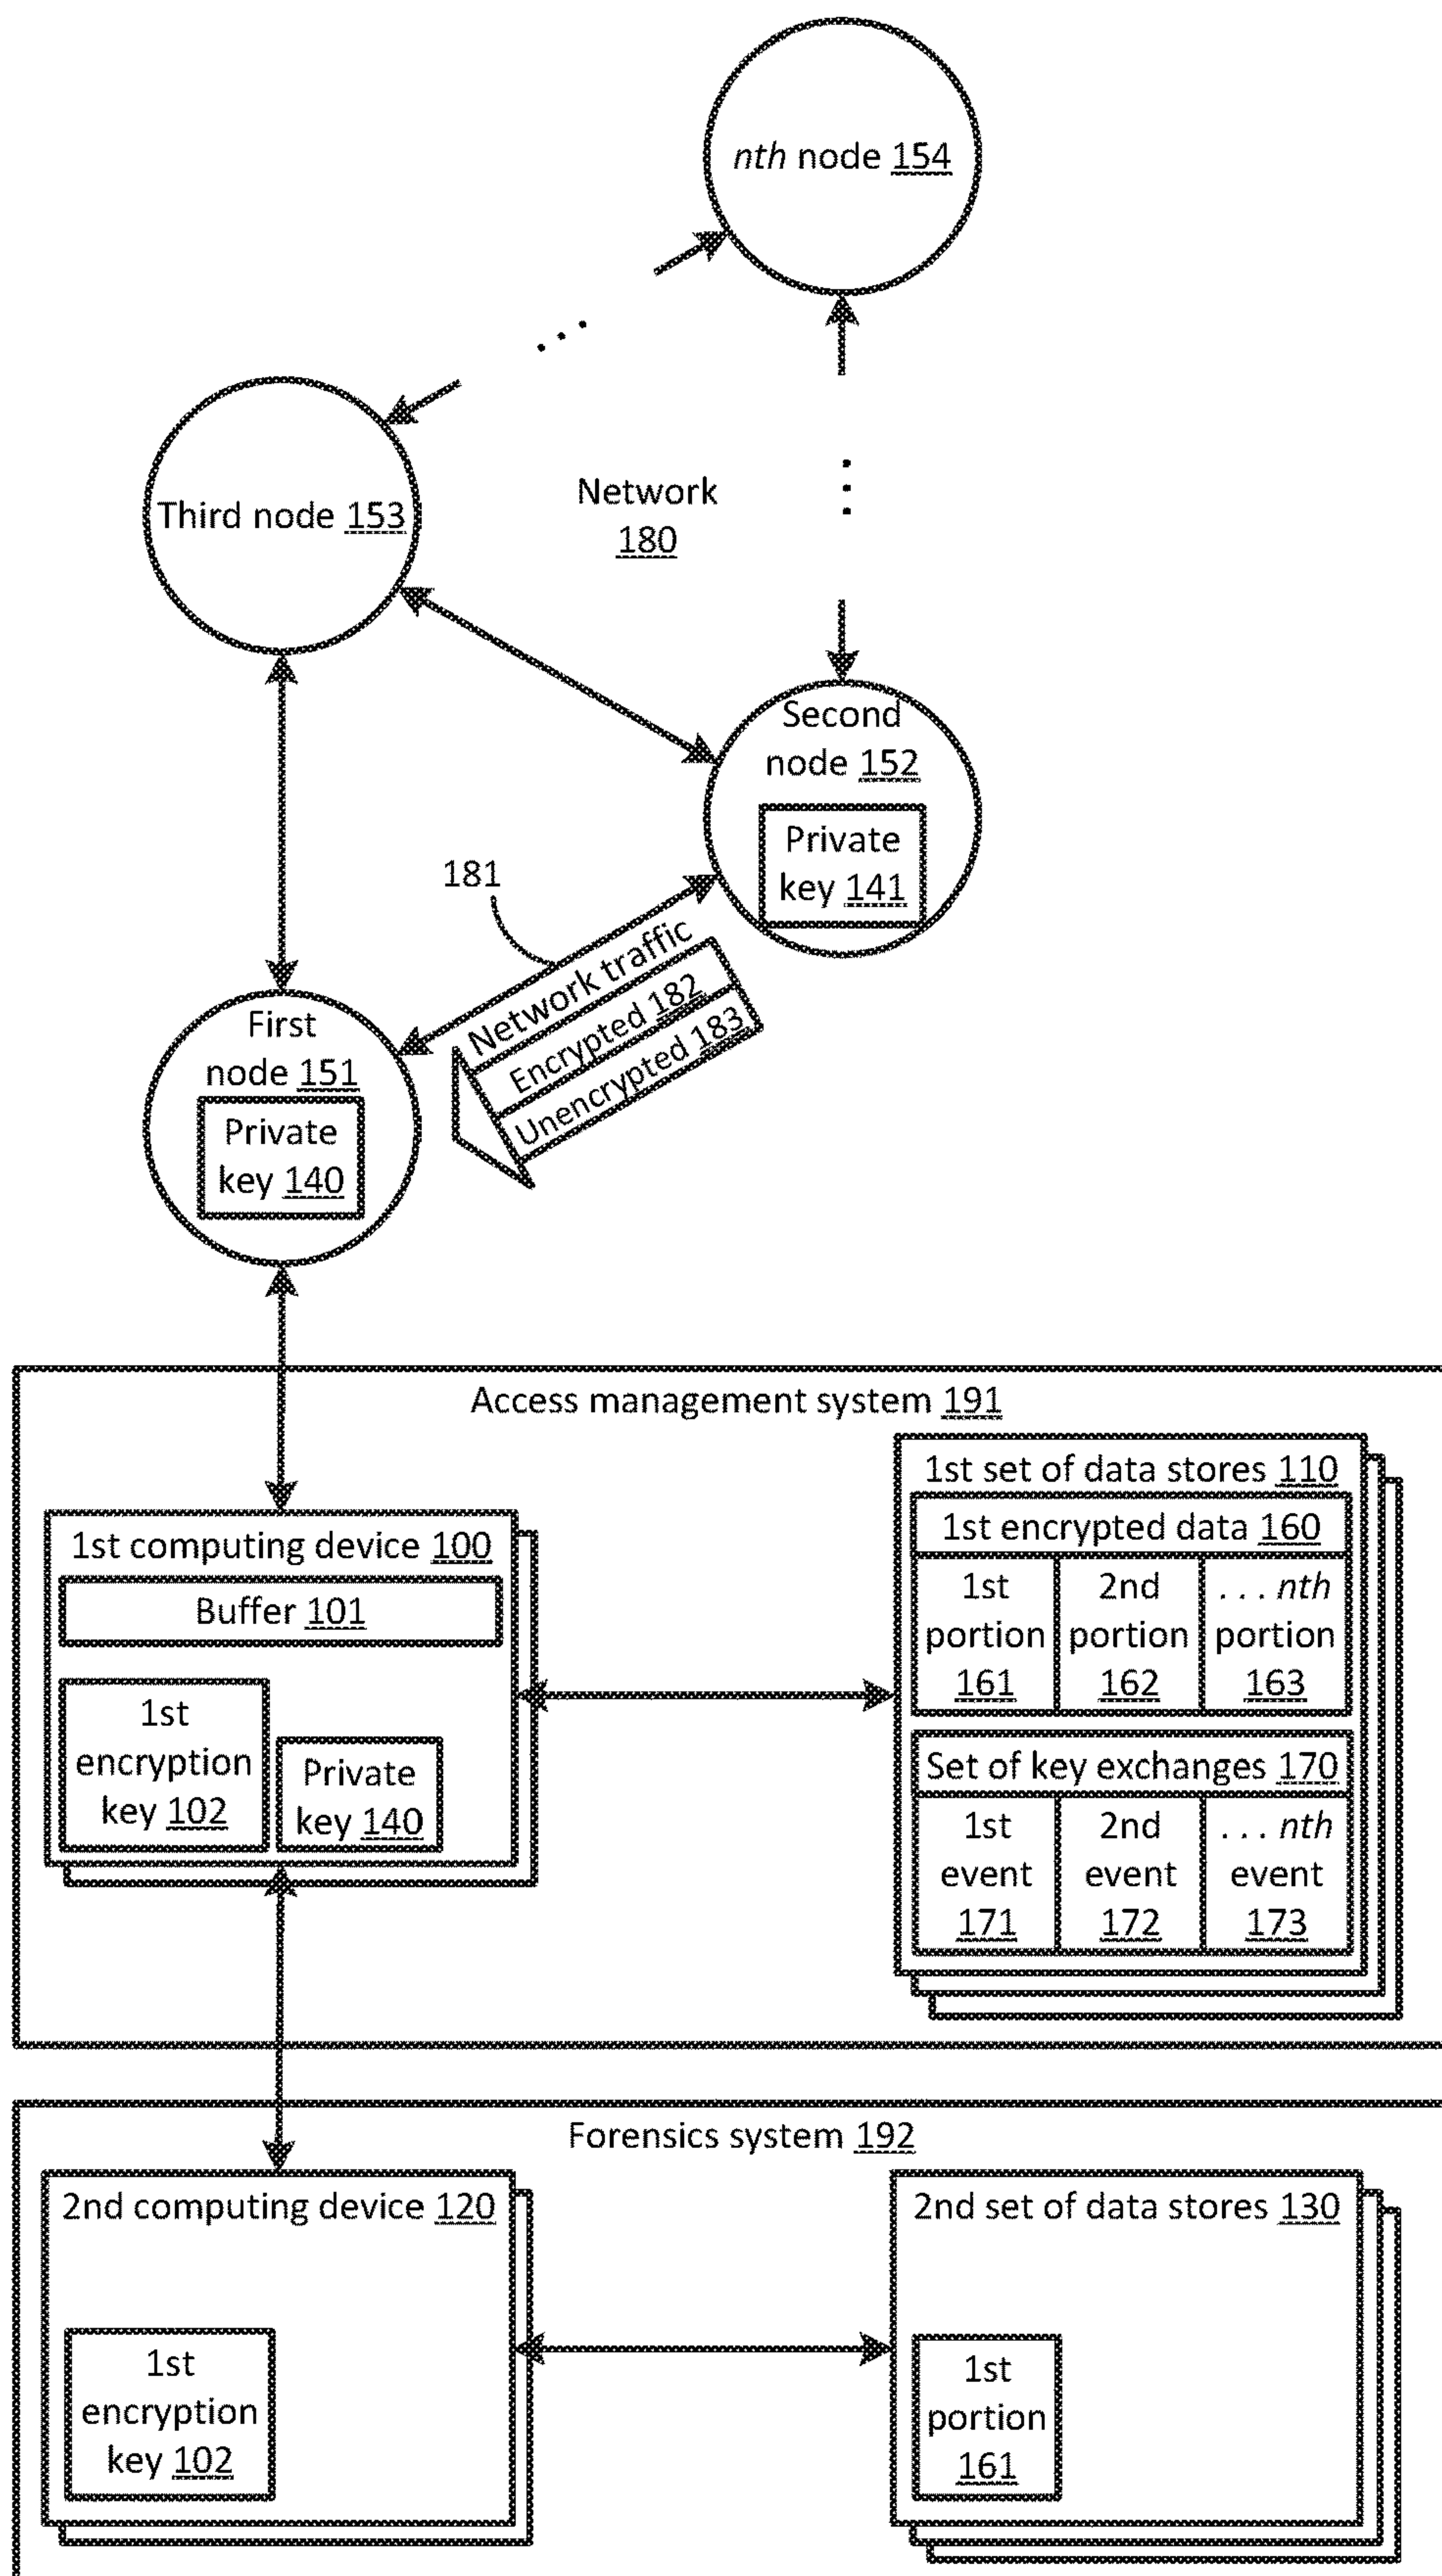 nth node 154
Third node 153
Network
180
Second
node 152
Private
key 141
181
Network traffic
Encrypted 182
Unencrypted 183
First
node 151
Private
key 140
Access management system 191
1st computing device 100
Buffer 101
1st
encryption
key 102
Private
key 140
1st set of data stores 110
1st encrypted data 160
1st
portion
161
2nd
portion
162
. . . nth
portion
163
Set of key exchanges 170
1st
event
171
2nd
event
172
. . . nth
event
173
Forensics system 192
2nd computing device 120
1st
encryption
key 102
2nd set of data stores 130
1st
portion
161